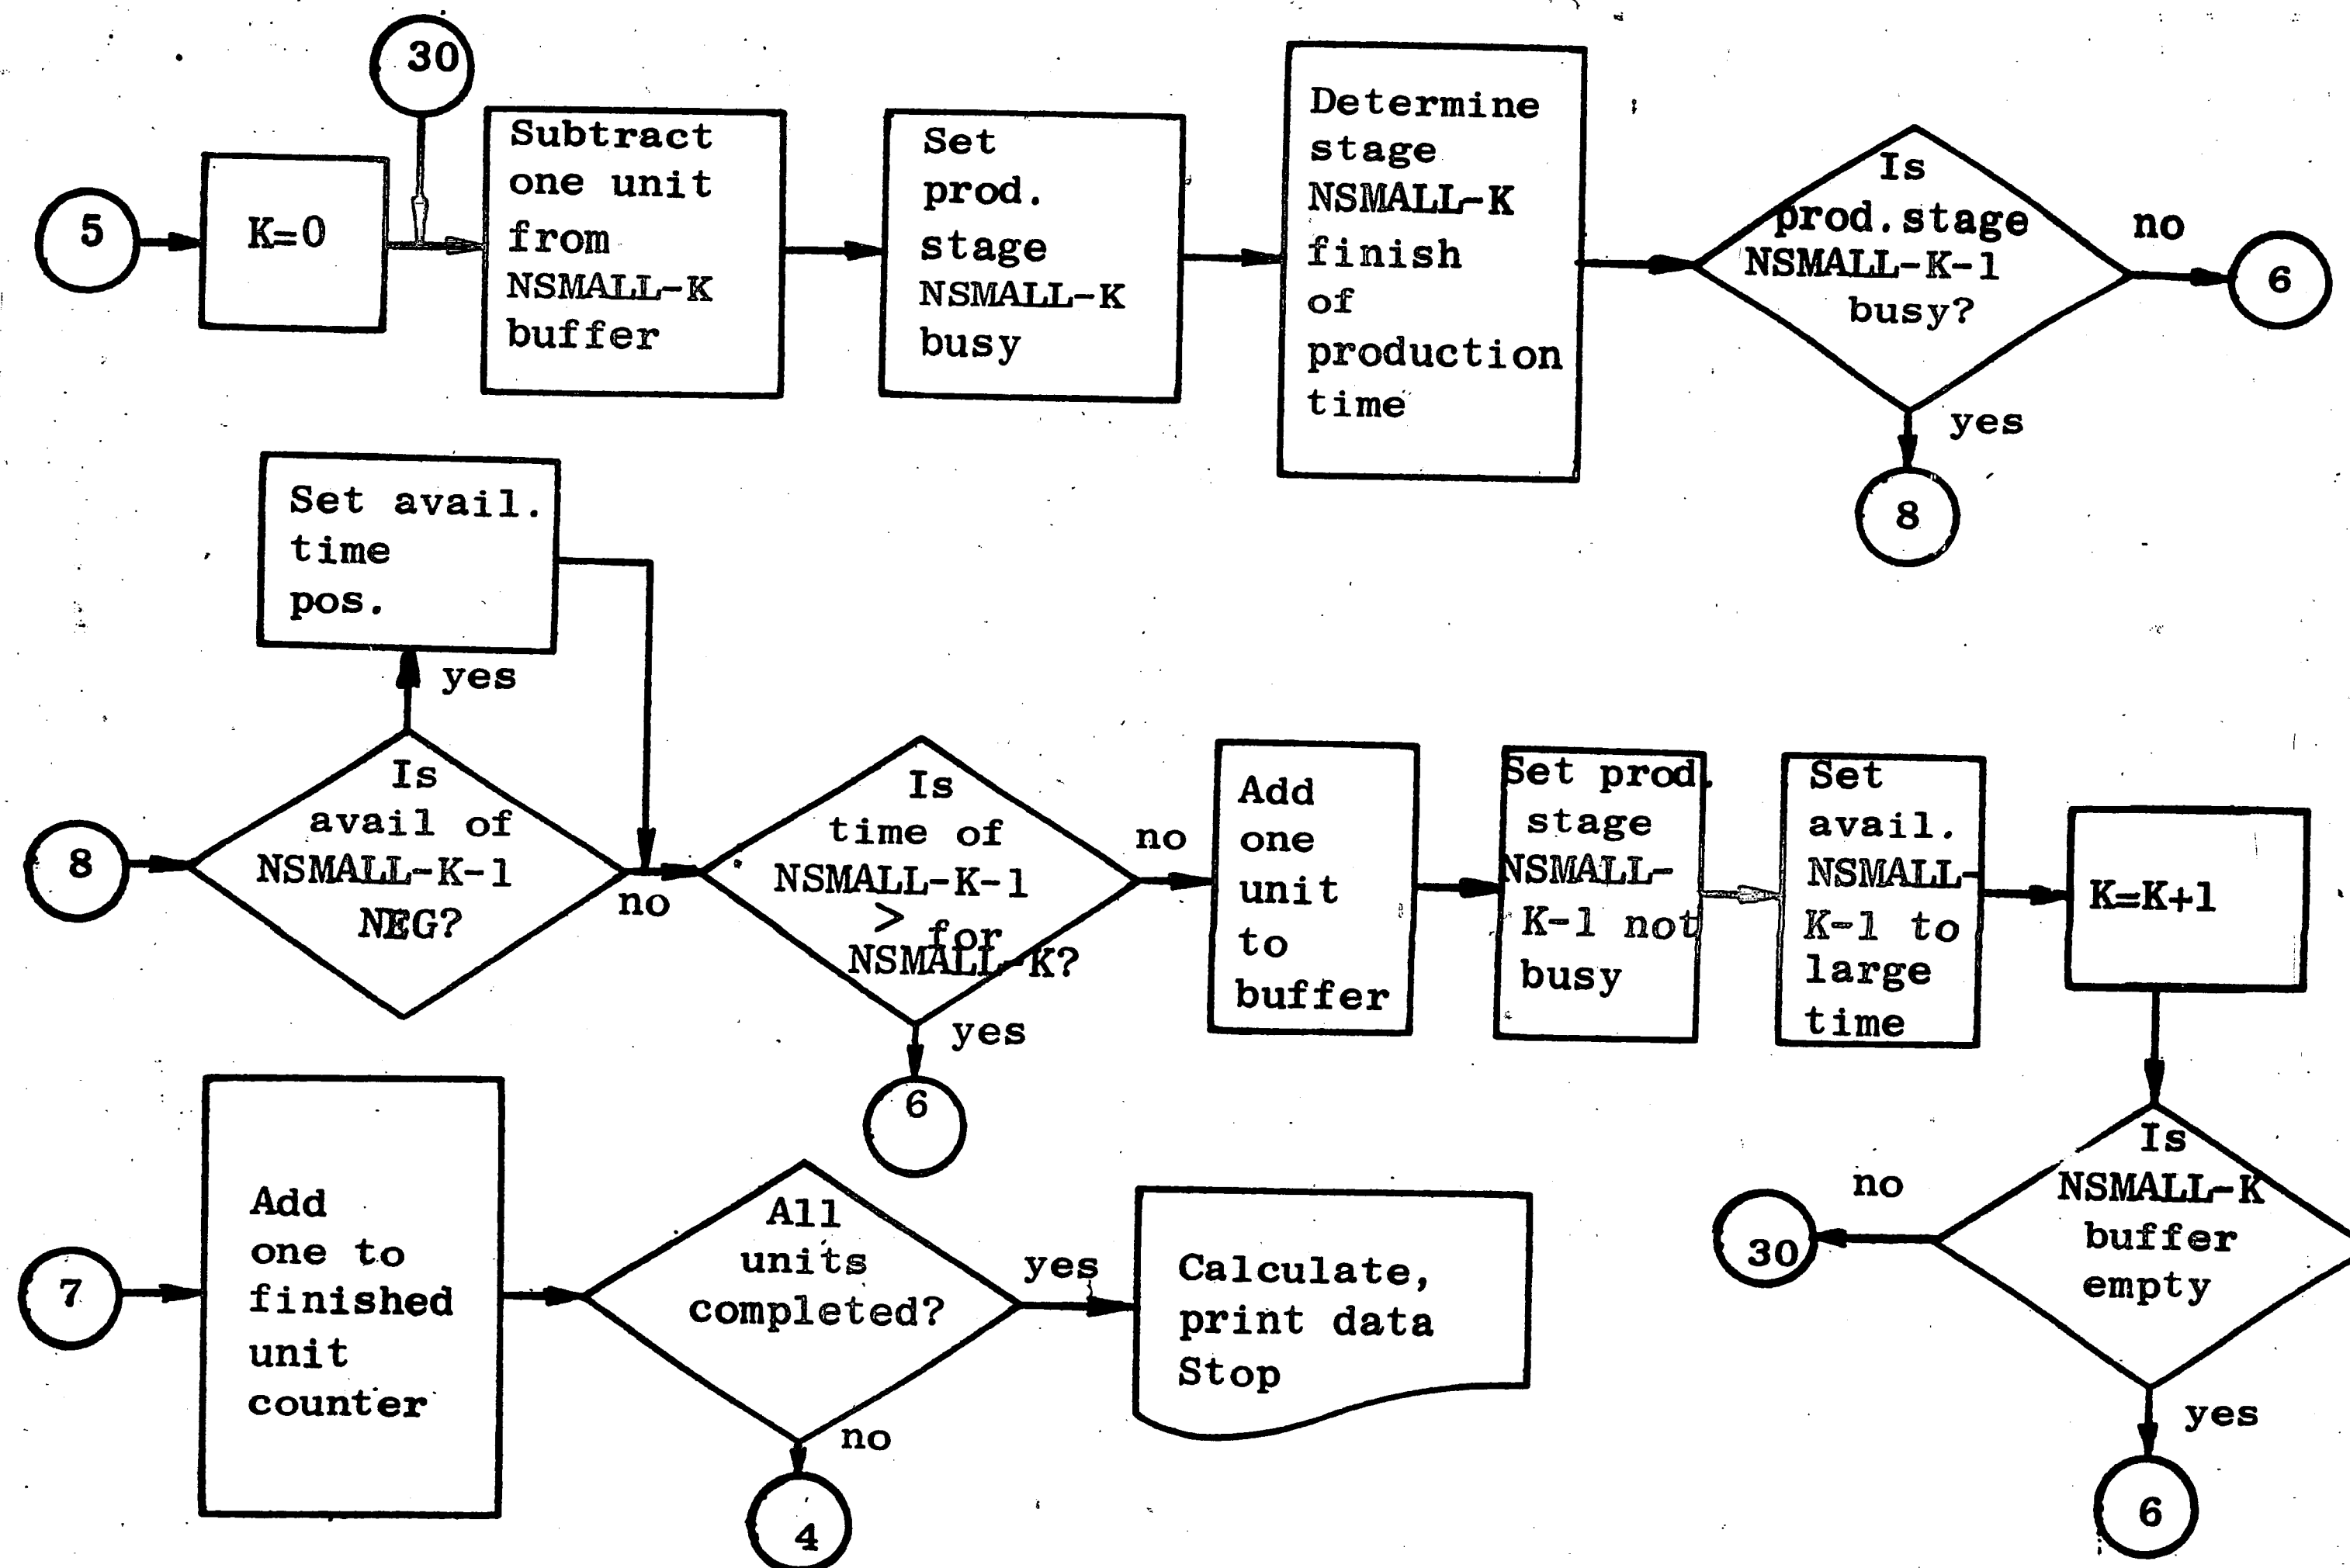 30
5
K=0
Subtract
one unit
from
NSMALL-K
buffer
Set
prod.
stage
NSMALL-K
busy
Determine
stage
NSMALL-K
finish
of
production
time
Is
prod.stage
NSMALL-K-1
busy?
no
6
yes
8
Set avail.
time
pos.
yes
8
Is
avail of
NSMALL-K-1
NEG?
no
Is
time of
NSMALL-K-1
> for
NSMALL-K?
no
yes
6
Add
one
unit
to
buffer
Set prod.
stage
NSMALL-
K-1 not
busy
Set
avail.
NSMALL-
K-1 to
large
time
K=K+1
Is
NSMALL-K
buffer
empty
no
30
yes
6
7
Add
one to
finished
unit
counter
All
units
completed?
yes
no
4
Calculate,
print data
Stop